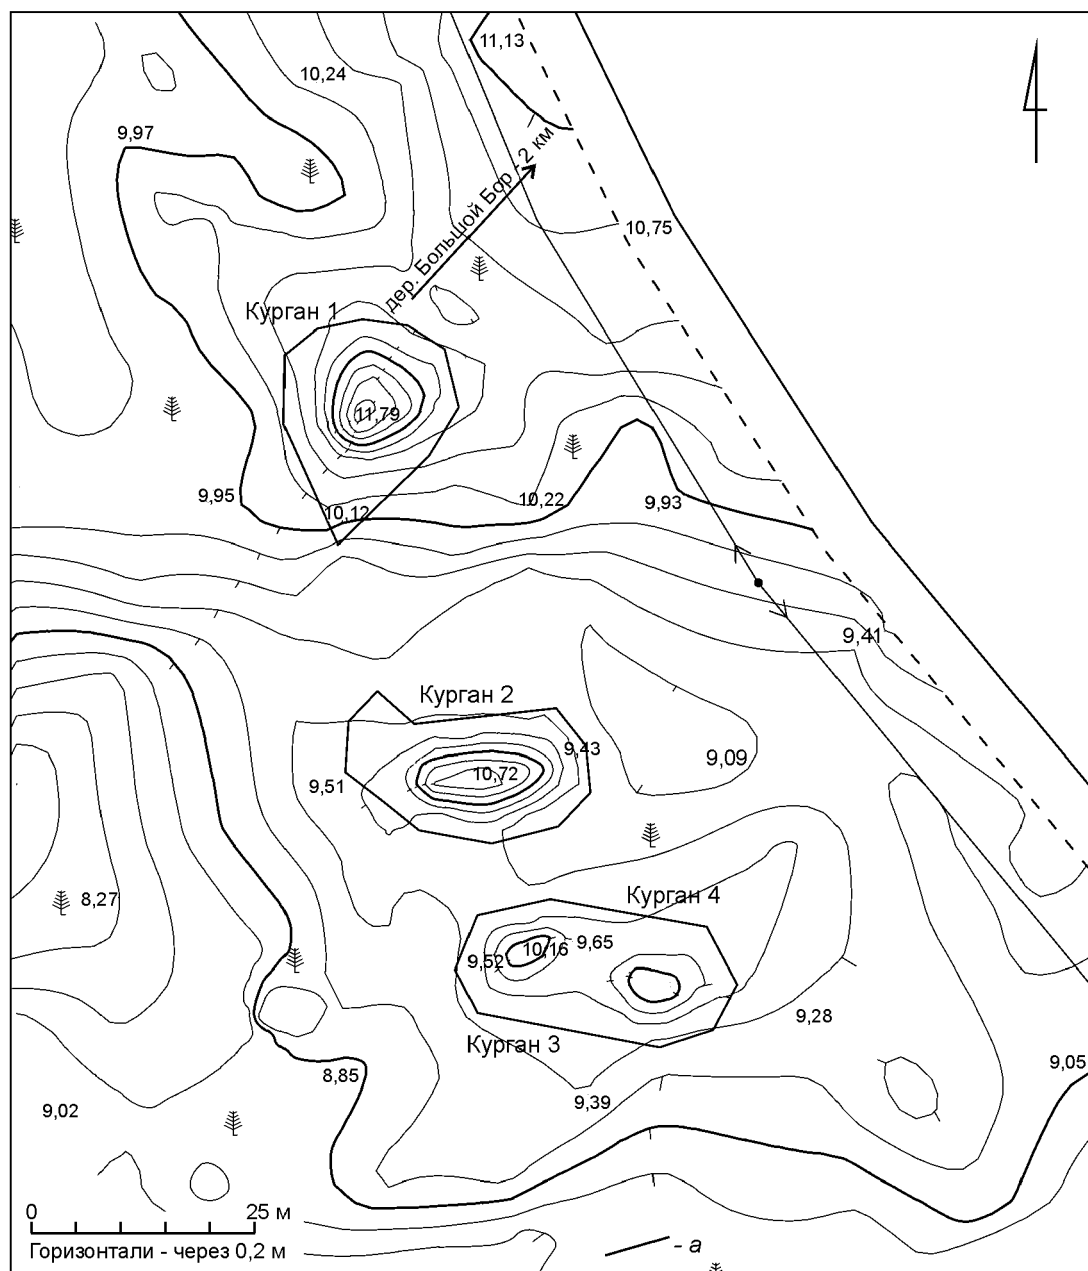 11,13
10,24
9,97
дер. Большой Бор - 2 км
10,75
Курган 1
11,79
9,95
10,12
10,22
9,93
9,41
Курган 2
9,43
9,09
10,72
9,51
8,27
Курган 4
9,65
10,16
9,52
9,28
Курган 3
8,85
9,05
9,02
9,39
0 25 м
Горизонтали - через 0,2 м
- а